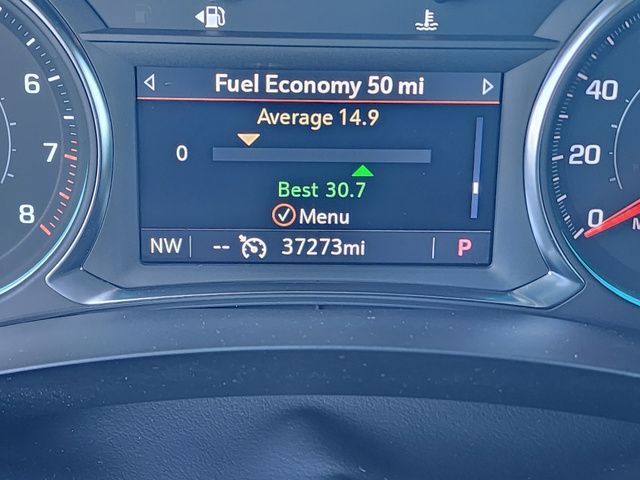 Fuel Economy 50 mi
Average 14.9
0
Best 30.7
Menu
NW -- 37273mi P
6
7
8
40
20
0